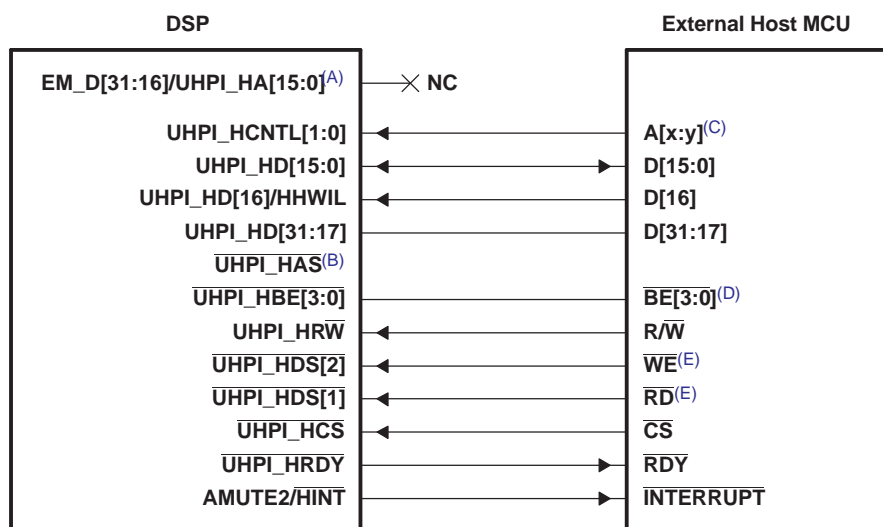 DSP External Host MCU
EM_D[31:16]/UHPI_HA[15:0](A) NC
UHPI_HCNTL[1:0] A[x:y](C)
UHPI_HD[15:0] D[15:0]
UHPI_HD[16]/HHWIL D[16]
UHPI_HD[31:17] D[31:17]
UHPI_HAS(B)
UHPI_HBE[3:0] BE[3:0](D)
UHPI_HRW R/W
UHPI_HDS[2] WE(E)
UHPI_HDS[1] RD(E)
UHPI_HCS CS
UHPI_HRDY RDY
AMUTE2/HINT INTERRUPT